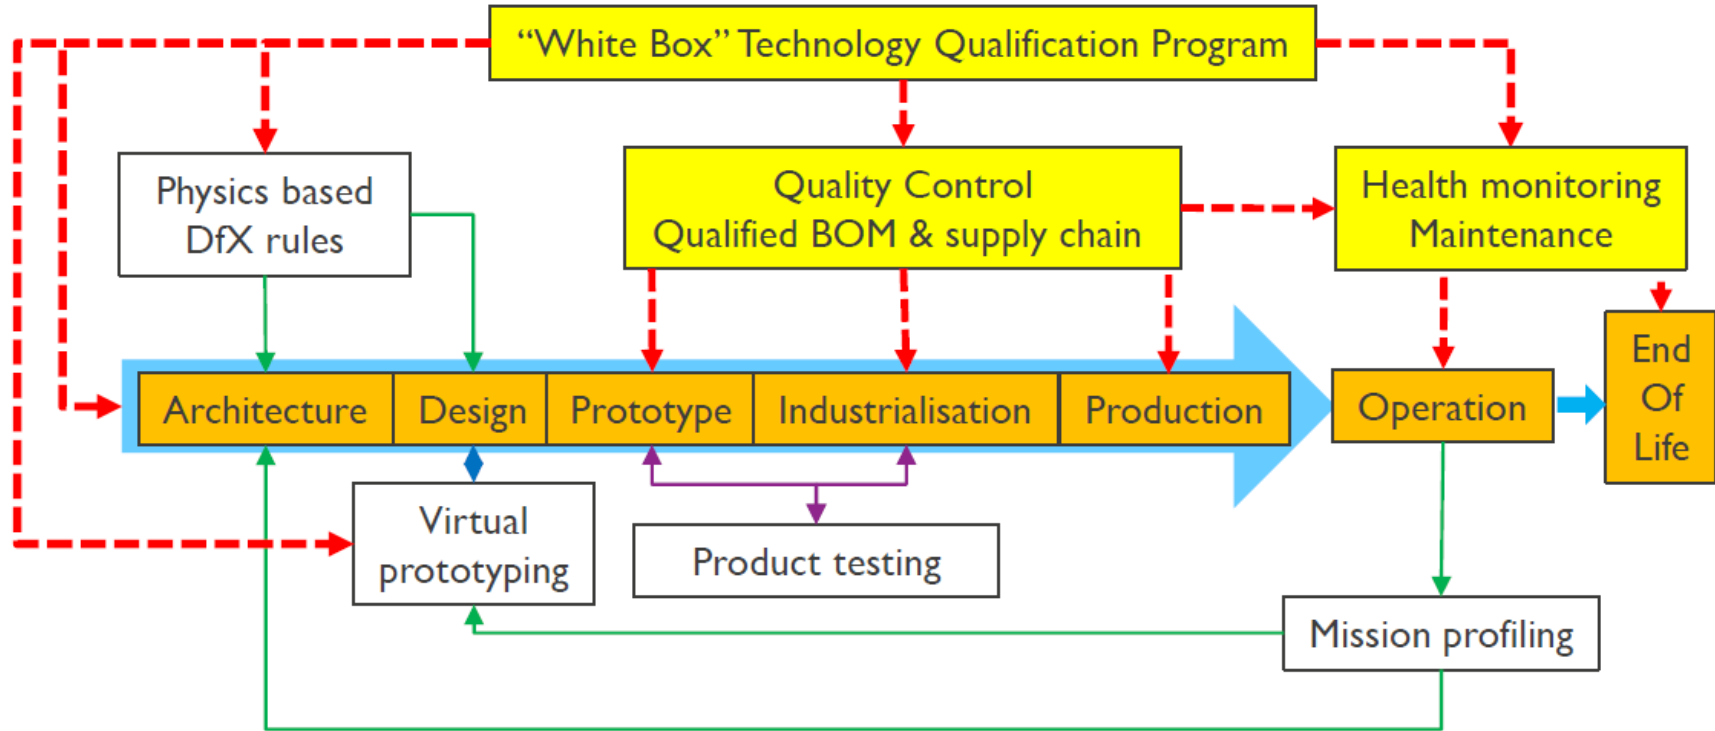 “White Box” Technology Qualification Program
Physics based
DfX rules
Quality Control
Qualified BOM & supply chain
Health monitoring
Maintenance
Architecture
Design
Prototype
Industrialisation
Production
Operation
End
Of
Life
Virtual
prototyping
Product testing
Mission profiling